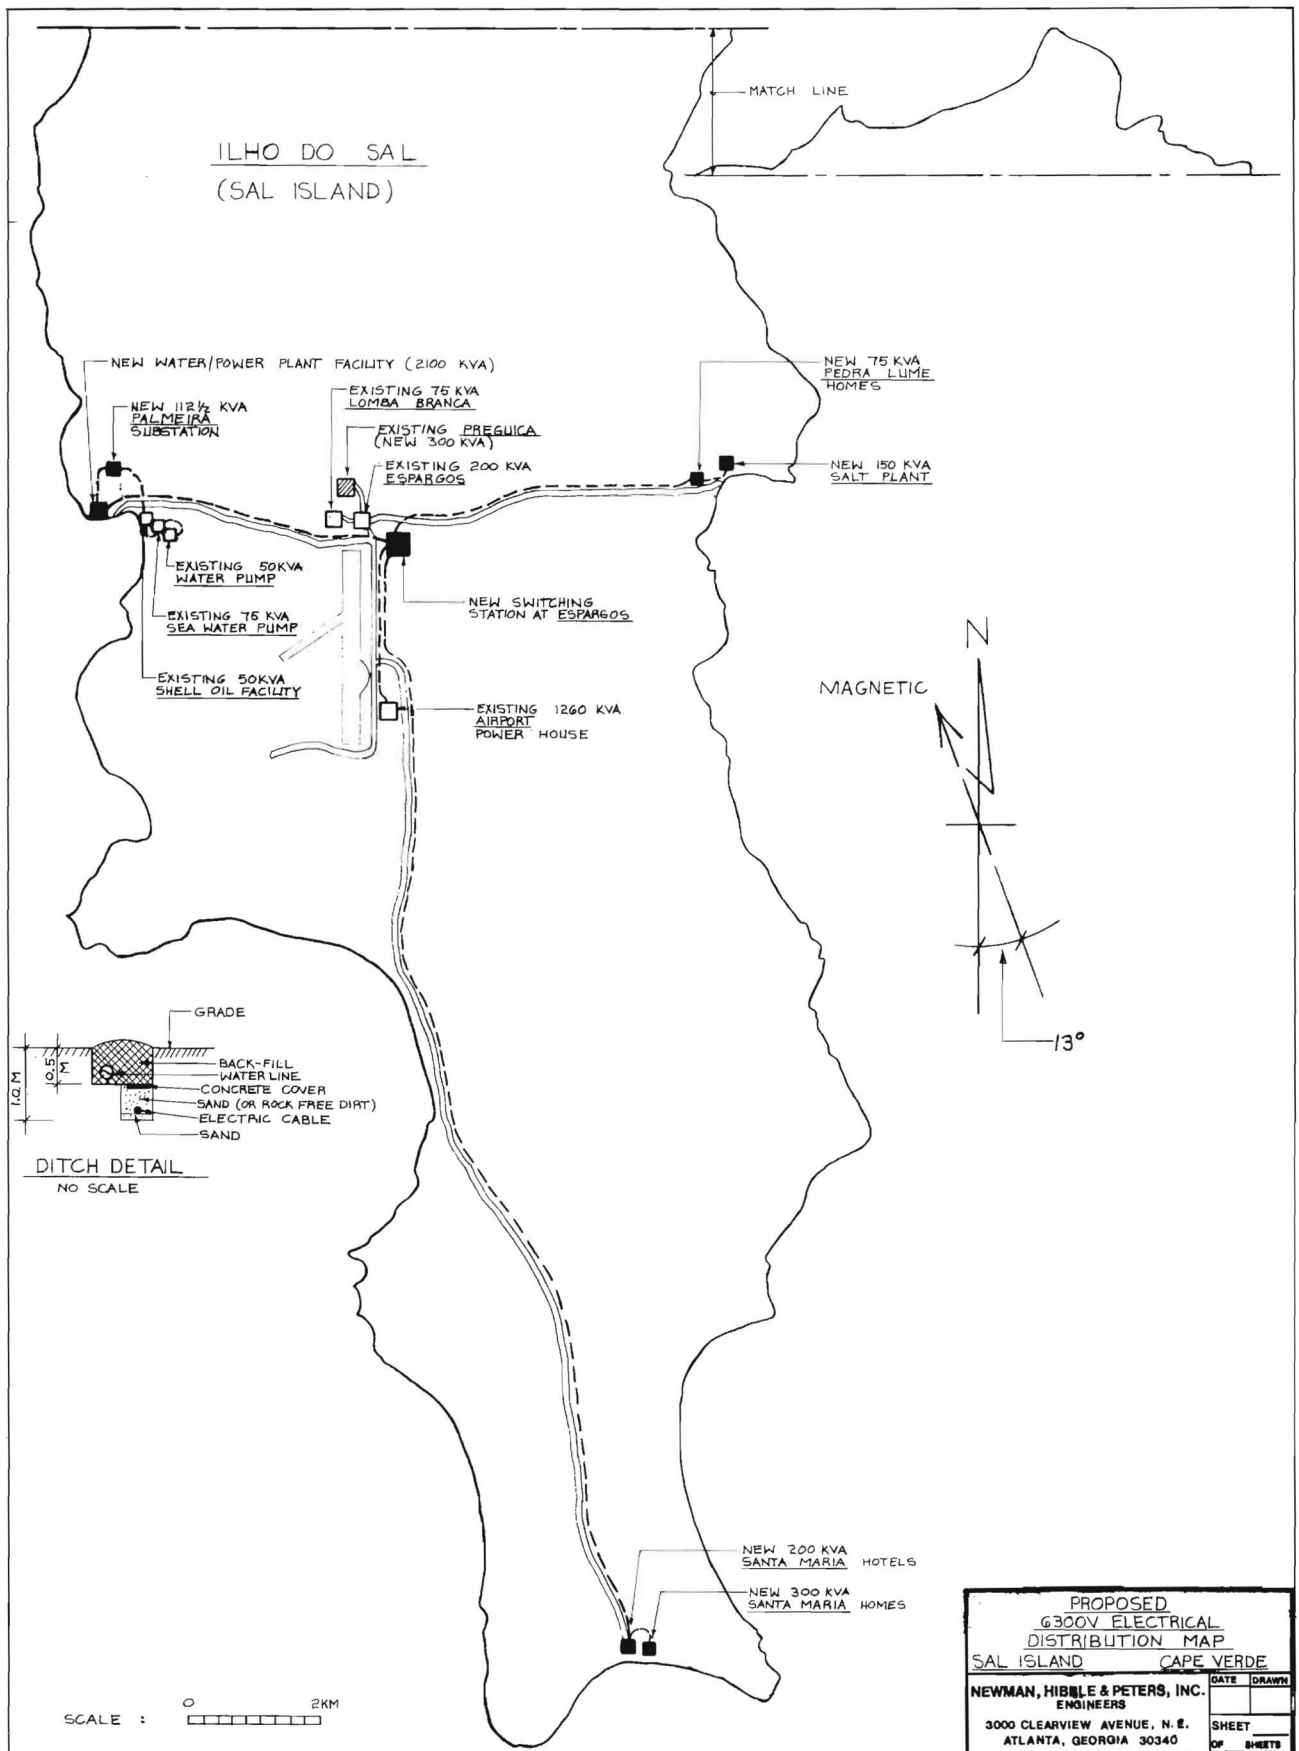 MATCH LINE
ILHO DO SAL
(SAL ISLAND)
NEW WATER/POWER PLANT FACILITY (2100 KVA)
NEW 112½ KVA
PALMEIRA
SUBSTATION
EXISTING 75 KVA
LOMBA BRANCA
EXISTING PREGUICA
(NEW 300 KVA)
EXISTING 200 KVA
ESPARGOS
NEW 75 KVA
PEDRA LUME
HOMES
NEW 150 KVA
SALT PLANT
EXISTING 50KVA
WATER PUMP
EXISTING 75 KVA
SEA WATER PUMP
EXISTING 50KVA
SHELL OIL FACILITY
NEW SWITCHING
STATION AT ESPARGOS
EXISTING 1260 KVA
AIRPORT
POWER HOUSE
N
MAGNETIC
13°
GRADE
BACK-FILL
WATER LINE
CONCRETE COVER
SAND (OR ROCK FREE DIRT)
ELECTRIC CABLE
SAND
1.0 M
0.5 M
DITCH DETAIL
NO SCALE
NEW 200 KVA
SANTA MARIA HOTELS
NEW 300 KVA
SANTA MARIA HOMES
SCALE :
0 2KM
PROPOSED
6300V ELECTRICAL
DISTRIBUTION MAP
SAL ISLAND CAPE VERDE
NEWMAN, HIBBLE & PETERS, INC.
ENGINEERS
3000 CLEARVIEW AVENUE, N.E.
ATLANTA, GEORGIA 30340
DATE DRAWN
SHEET
OF SHEETS